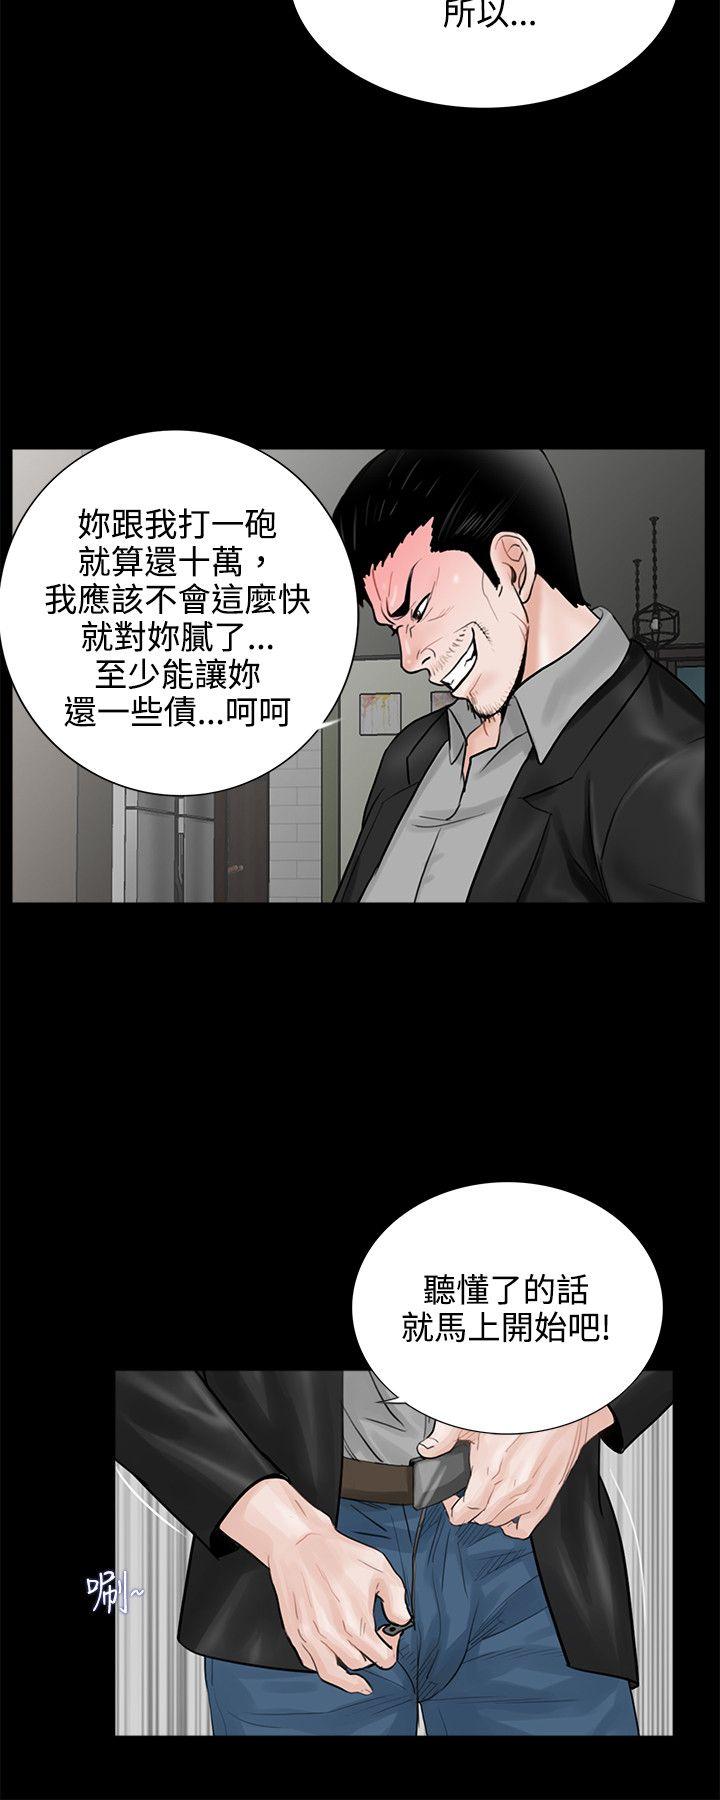 所以...
妳跟我打一砲
就算還十萬，
我應該不會這麼快
就對妳膩了...
至少能讓妳
還一些債...呵呵
聽懂了的話
就馬上開始吧!
唰~